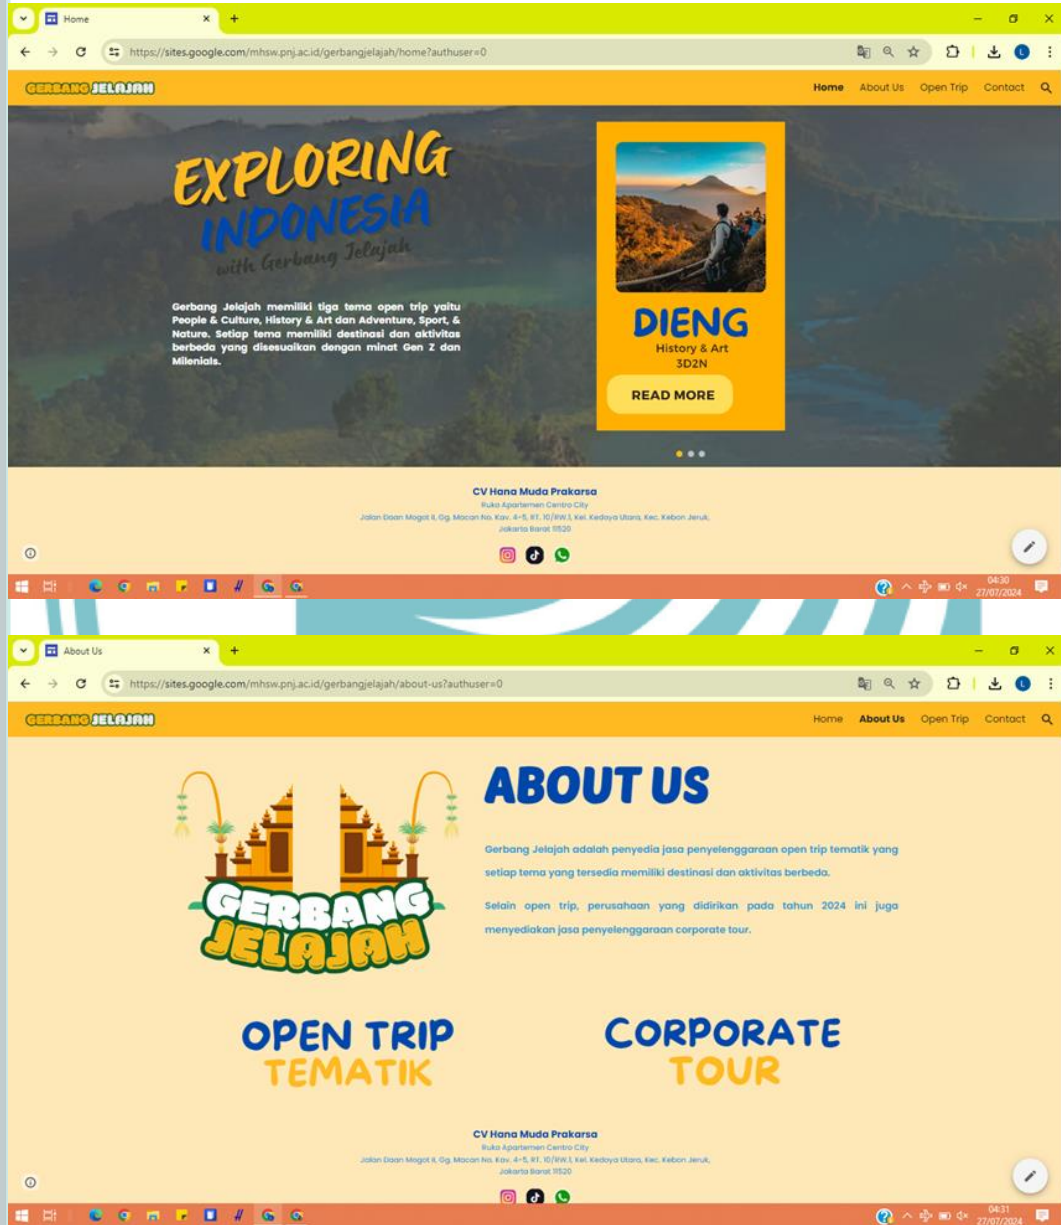 Home
https://sites.google.com/mhsw.pnj.ac.id/gerbangjelajah/home?authuser=0
GERBANG JELAJAH
Home About Us Open Trip Contact
EXPLORING
INDONESIA
with Gerbang Jelajah
Gerbang Jelajah memiliki tiga tema open trip yaitu
People & Culture, History & Art dan Adventure, Sport, &
Nature. Setiap tema memiliki destinasi dan aktivitas
berbeda yang disesuaikan dengan minat Gen Z dan
Milenials.
DIENG
History & Art
3D2N
READ MORE
CV Hana Muda Prakarsa
Ruko Apartemen Centro City
Jalan Daan Mogot II, Gg. Macan No. Kav. 4-5, RT. 10/RW.1, Kel. Kedoya Utara, Kec. Kebon Jeruk,
Jakarta Barat 11520
04:30
27/07/2024
About Us
https://sites.google.com/mhsw.pnj.ac.id/gerbangjelajah/about-us?authuser=0
GERBANG JELAJAH
Home About Us Open Trip Contact
GERBANG
JELAJAH
ABOUT US
Gerbang Jelajah adalah penyedia jasa penyelenggaraan open trip tematik yang
setiap tema yang tersedia memiliki destinasi dan aktivitas berbeda.
Selain open trip, perusahaan yang didirikan pada tahun 2024 ini juga
menyediakan jasa penyelenggaraan corporate tour.
OPEN TRIP
TEMATIK
CORPORATE
TOUR
CV Hana Muda Prakarsa
Ruko Apartemen Centro City
Jalan Daan Mogot II, Gg. Macan No. Kav. 4-5, RT. 10/RW.1, Kel. Kedoya Utara, Kec. Kebon Jeruk,
Jakarta Barat 11520
04:31
27/07/2024